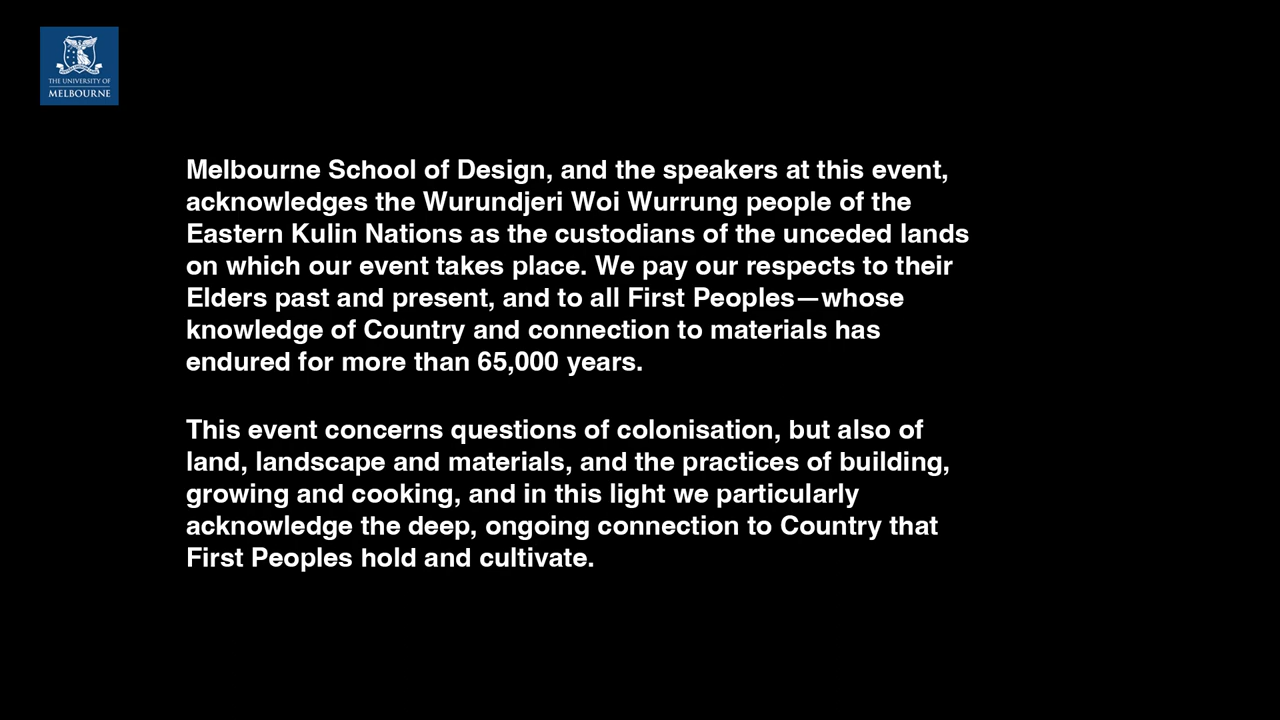 THE UNIVERSITY OF
MELBOURNE
Melbourne School of Design, and the speakers at this event,
acknowledges the Wurundjeri Woi Wurrung people of the
Eastern Kulin Nations as the custodians of the unceded lands
on which our event takes place. We pay our respects to their
Elders past and present, and to all First Peoples—whose
knowledge of Country and connection to materials has
endured for more than 65,000 years.
This event concerns questions of colonisation, but also of
land, landscape and materials, and the practices of building,
growing and cooking, and in this light we particularly
acknowledge the deep, ongoing connection to Country that
First Peoples hold and cultivate.